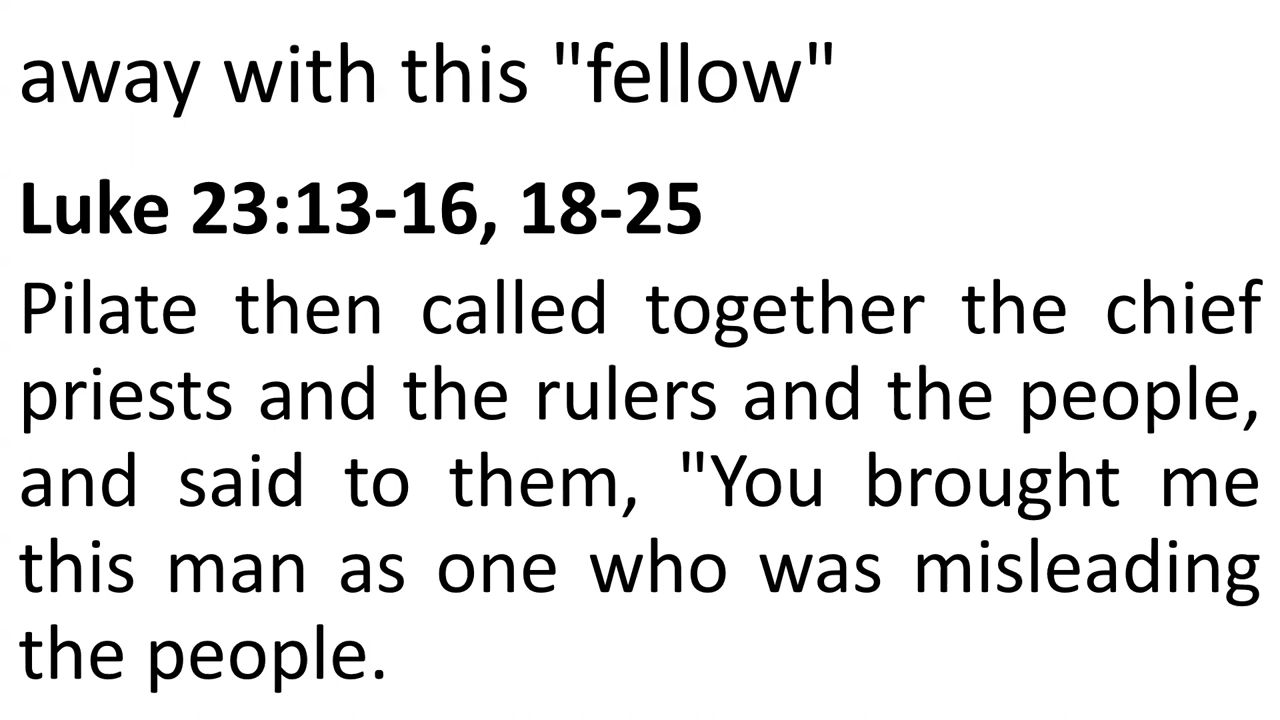 away with this "fellow"
Luke 23:13-16, 18-25
Pilate then called together the chief
priests and the rulers and the people,
and said to them, "You brought me
this man as one who was misleading
the people.